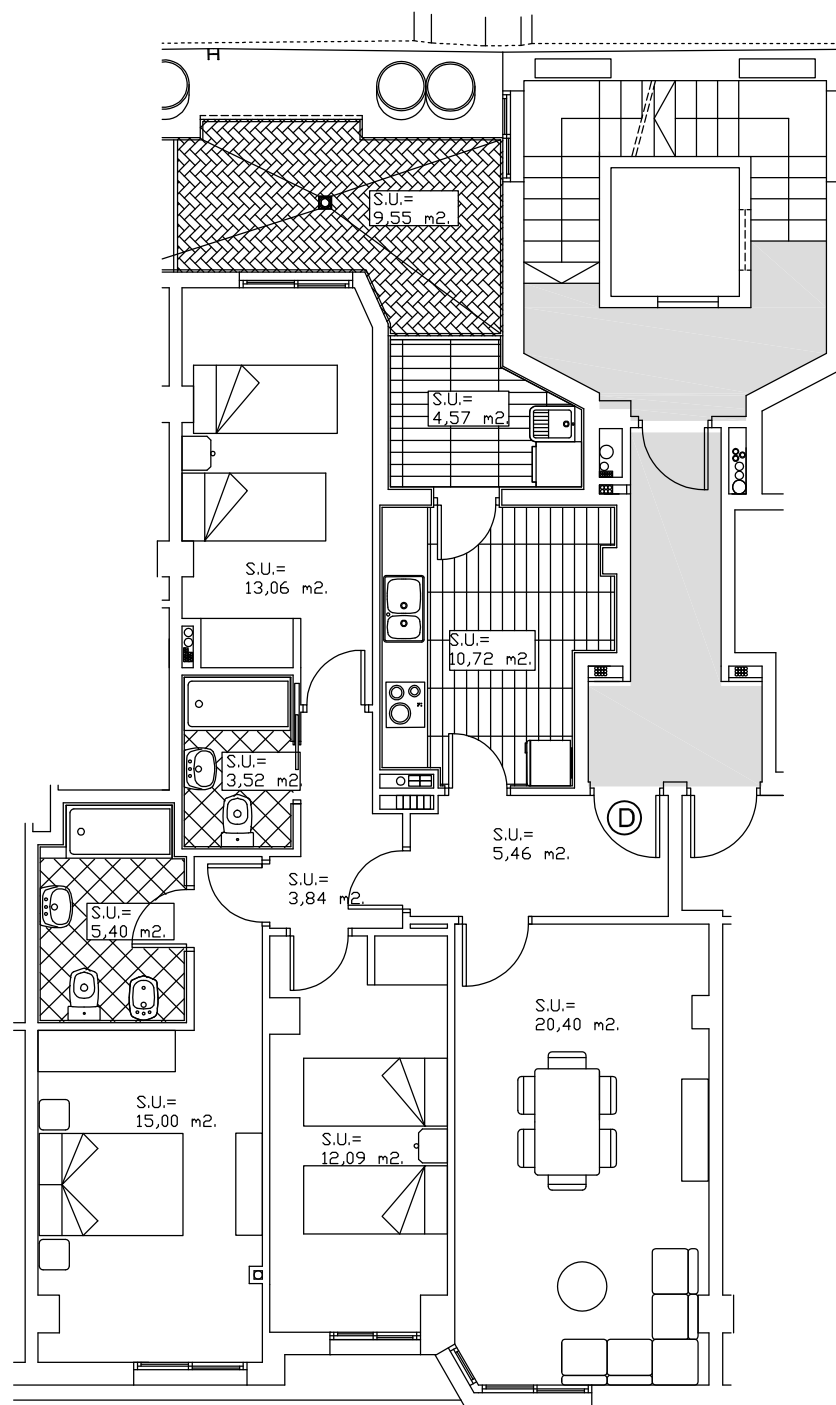 S.U.=
9,55 m2.
S.U.=
4,57 m2.
S.U.=
13,06 m2.
S.U.=
10,72 m2.
S.U.=
3,52 m2
D
S.U.=
5,46 m2.
S.U.=
3,84 m2.
S.U.=
5,40 m2.
S.U.=
20,40 m2.
S.U.=
15,00 m2.
S.U.=
12,09 m2.